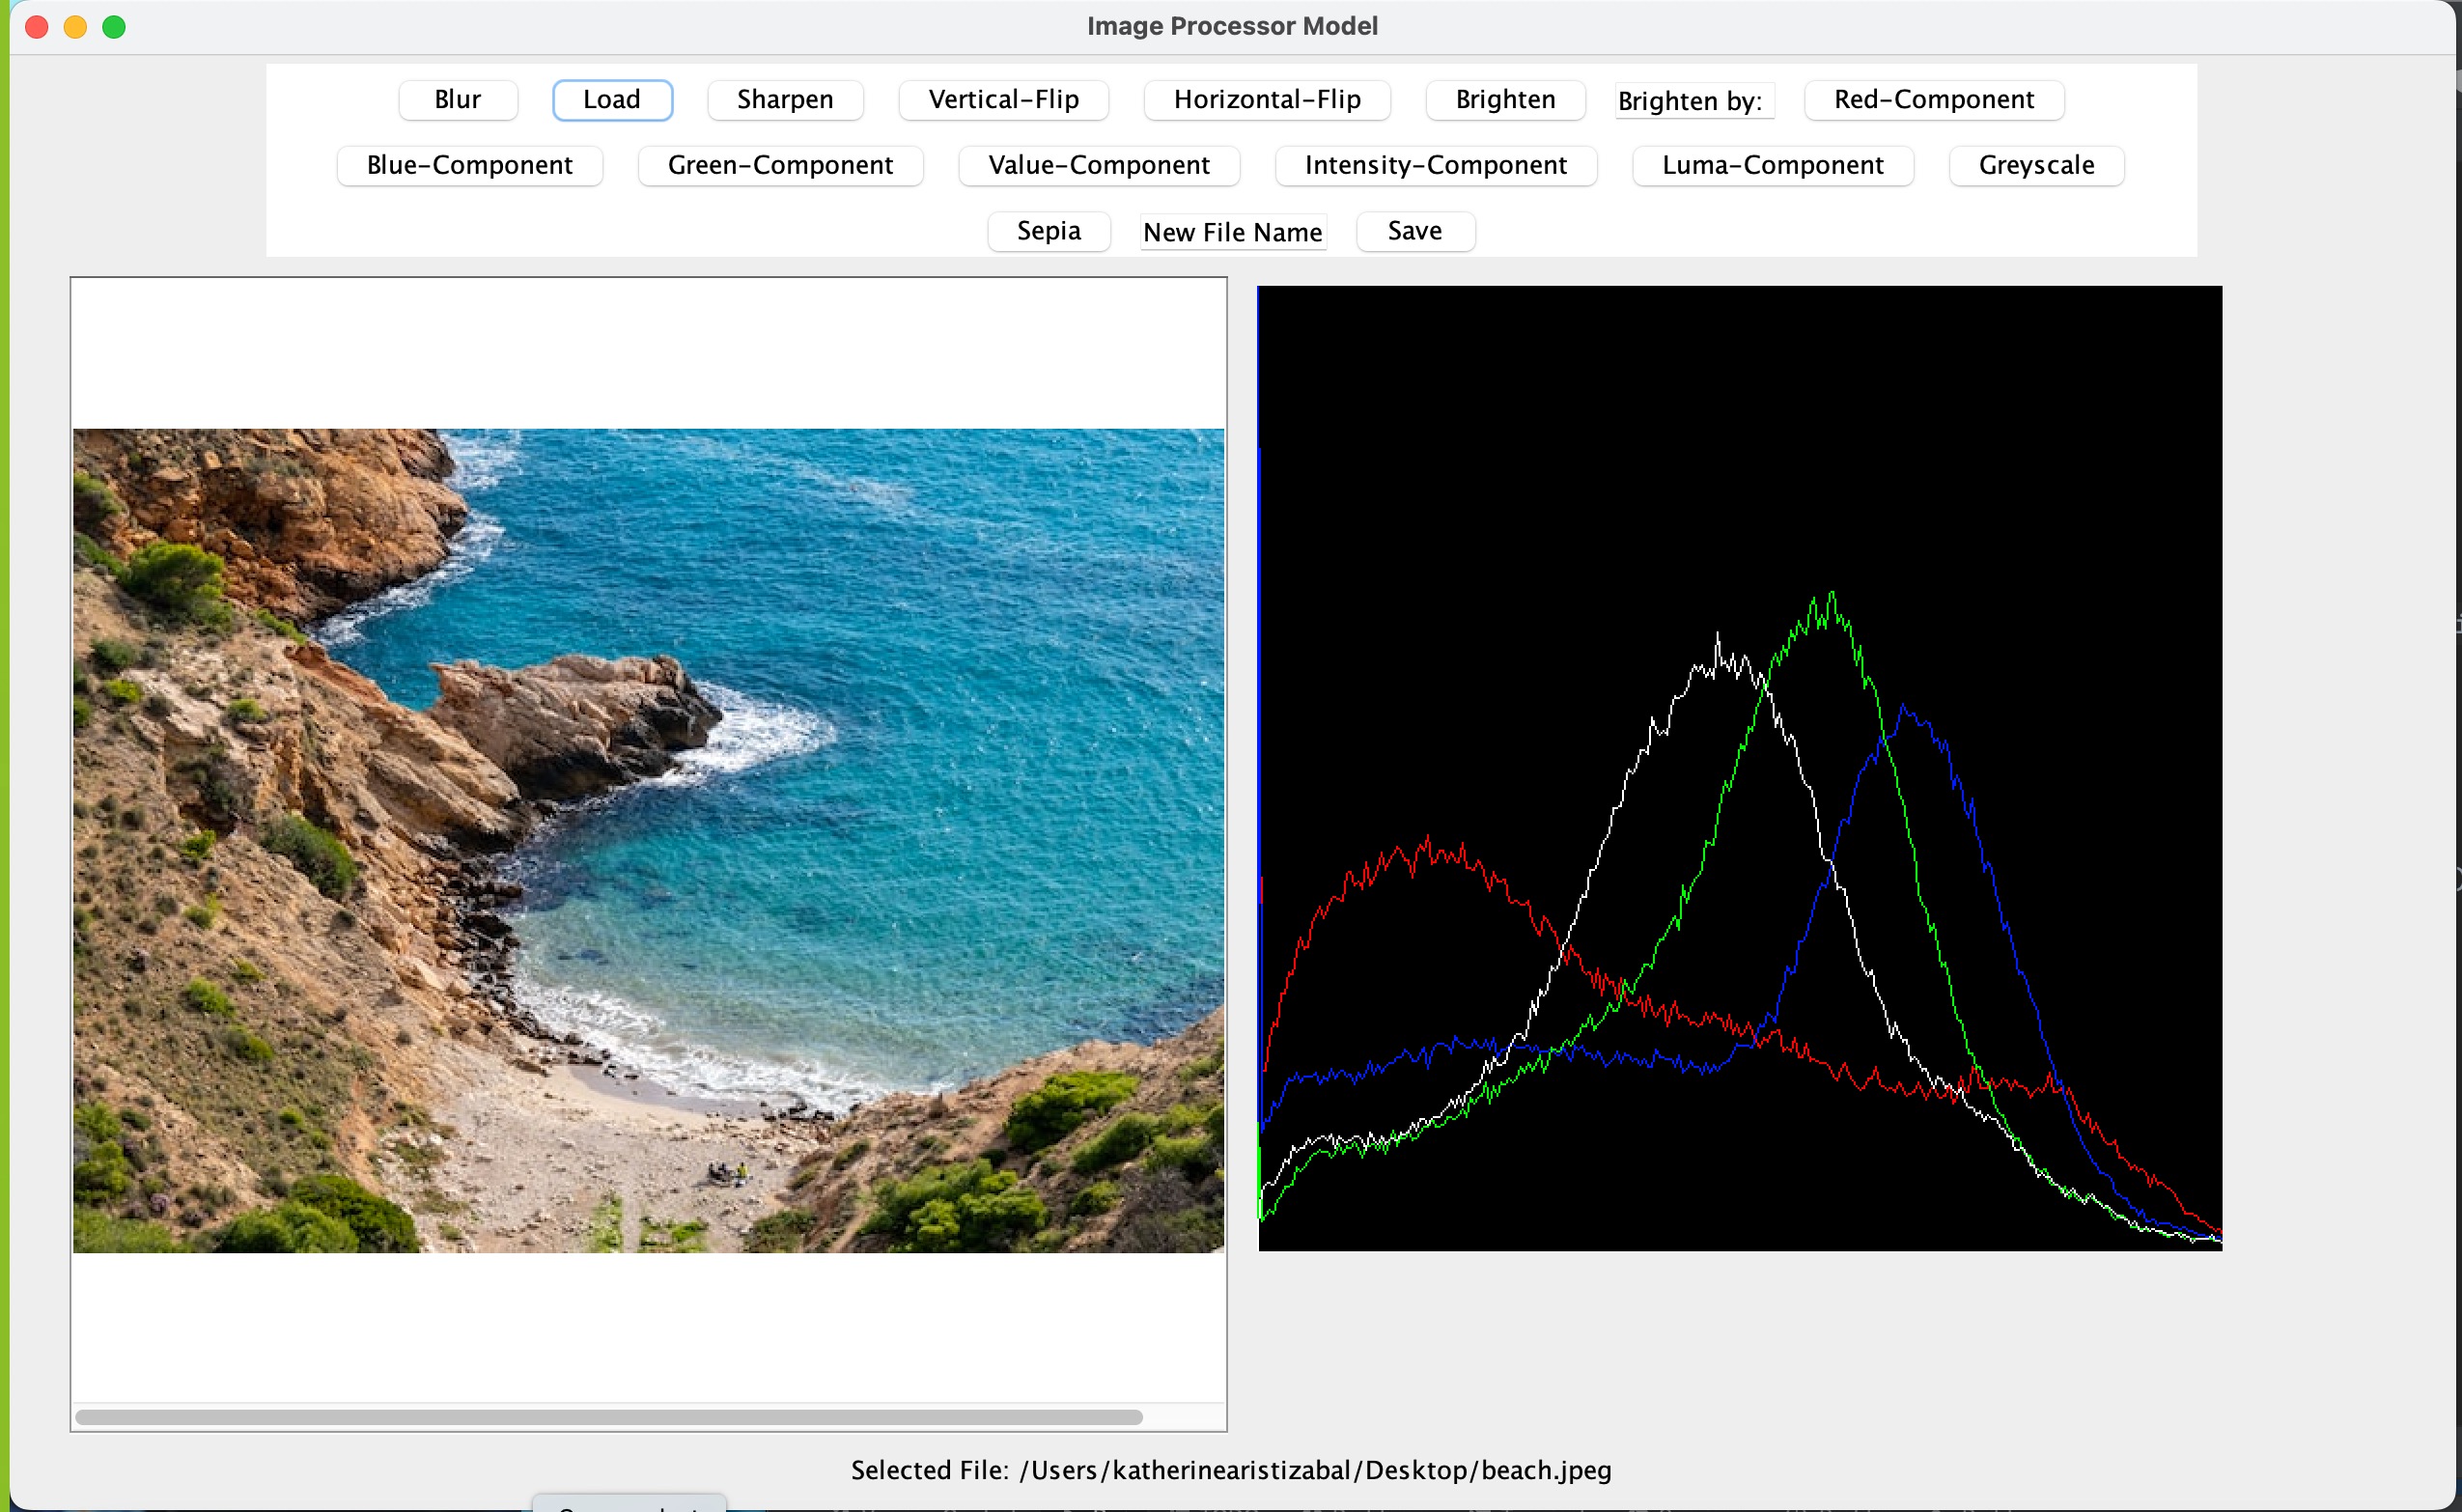 Image Processor Model
Blur Load Sharpen Vertical-Flip Horizontal-Flip Brighten Brighten by: Red-Component
Blue-Component Green-Component Value-Component Intensity-Component Luma-Component Greyscale
Sepia New File Name Save
Selected File: /Users/katherinearistizabal/Desktop/beach.jpeg